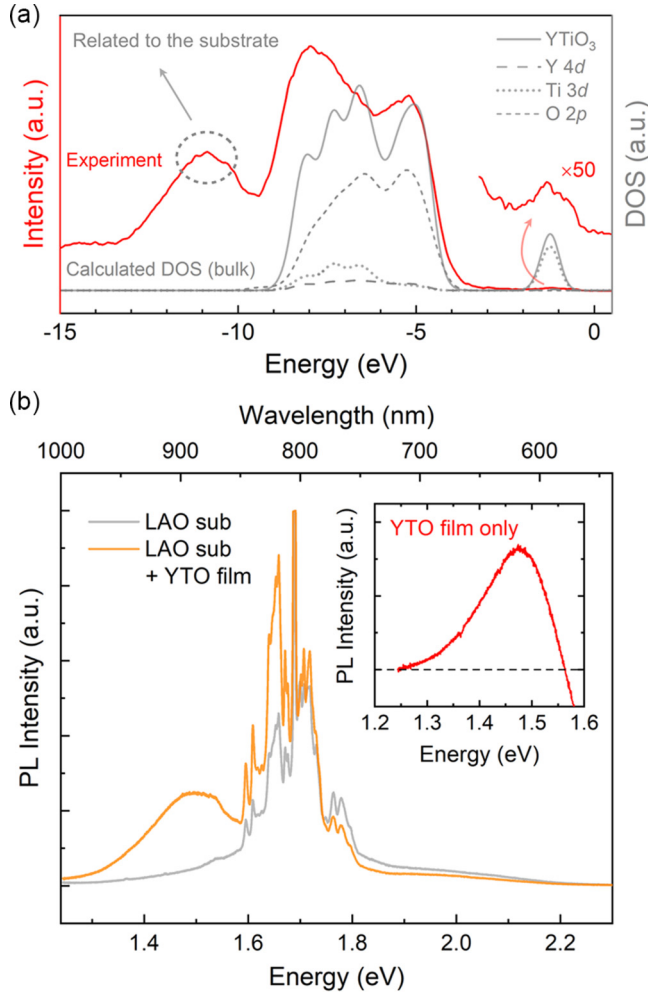 (a)
Related to the substrate
YTiO₃
Y 4d
Ti 3d
O 2p
Intensity (a.u.)
DOS (a.u.)
Experiment
×50
Calculated DOS (bulk)
-15 -10 -5 0
Energy (eV)
(b)
Wavelength (nm)
1000 900 800 700 600
LAO sub
LAO sub
+ YTO film
YTO film only
PL Intensity (a.u.)
1.2 1.3 1.4 1.5 1.6
Energy (eV)
PL Intensity (a.u.)
1.4 1.6 1.8 2.0 2.2
Energy (eV)